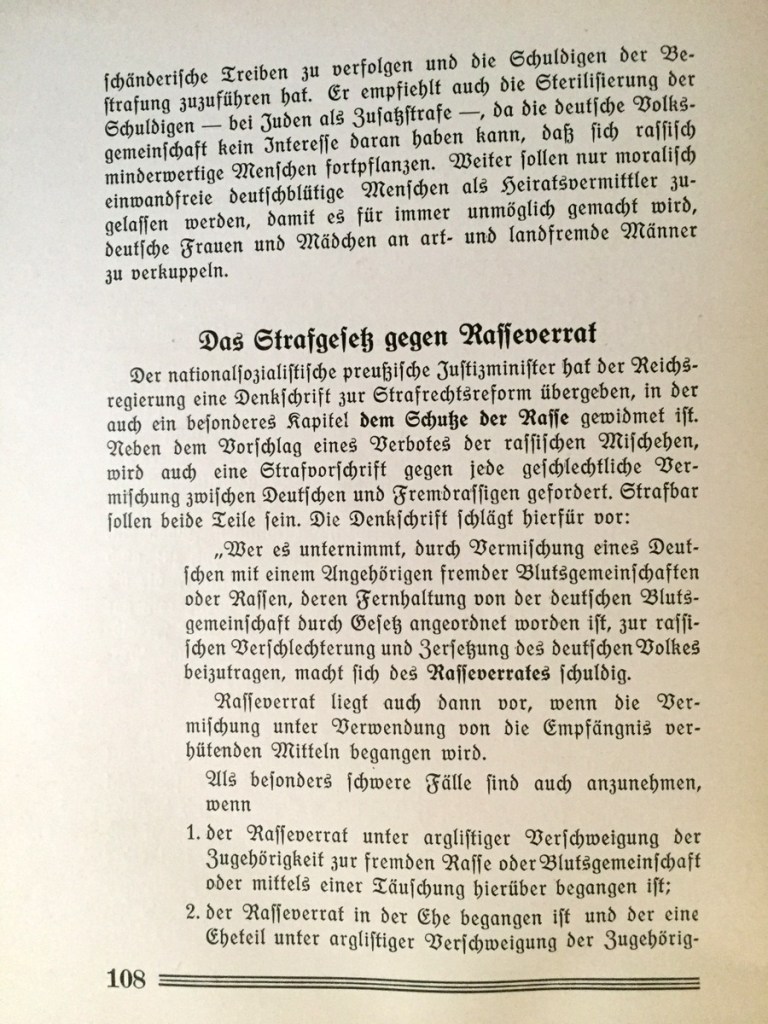 schänderische Treiben zu verfolgen und die Schuldigen der Be-
strafung zuzuführen hat. Er empfiehlt auch die Sterilisierung der
Schuldigen — bei Juden als Zusatzstrafe —, da die deutsche Volks-
gemeinschaft kein Interesse daran haben kann, daß sich rassisch
minderwertige Menschen fortpflanzen. Weiter sollen nur moralisch
einwandfreie deutschblütige Menschen als Heiratsvermittler zu-
gelassen werden, damit es für immer unmöglich gemacht wird,
deutsche Frauen und Mädchen an art- und landfremde Männer
zu verkuppeln.
Das Strafgesetz gegen Rasseverrat
Der nationalsozialistische preußische Justizminister hat der Reichs-
regierung eine Denkschrift zur Strafrechtsreform übergeben, in der
auch ein besonderes Kapitel dem Schutze der Rasse gewidmet ist.
Neben dem Vorschlag eines Verbotes der rassischen Mischehen,
wird auch eine Strafvorschrift gegen jede geschlechtliche Ver-
mischung zwischen Deutschen und Fremdrassigen gefordert. Strafbar
sollen beide Teile sein. Die Denkschrift schlägt hierfür vor:
„Wer es unternimmt, durch Vermischung eines Deut-
schen mit einem Angehörigen fremder Blutsgemeinschaften
oder Rassen, deren Fernhaltung von der deutschen Bluts-
gemeinschaft durch Gesetz angeordnet worden ist, zur rassi-
schen Verschlechterung und Zersetzung des deutschen Volkes
beizutragen, macht sich des Rasseverrates schuldig.
Rasseverrat liegt auch dann vor, wenn die Ver-
mischung unter Verwendung von die Empfängnis ver-
hütenden Mitteln begangen wird.
Als besonders schwere Fälle sind auch anzunehmen,
wenn
1. der Rasseverrat unter arglistiger Verschweigung der
Zugehörigkeit zur fremden Rasse oder Blutsgemeinschaft
oder mittels einer Täuschung hierüber begangen ist;
2. der Rasseverrat in der Ehe begangen ist und der eine
Eheteil unter arglistiger Verschweigung der Zugehörig-
108